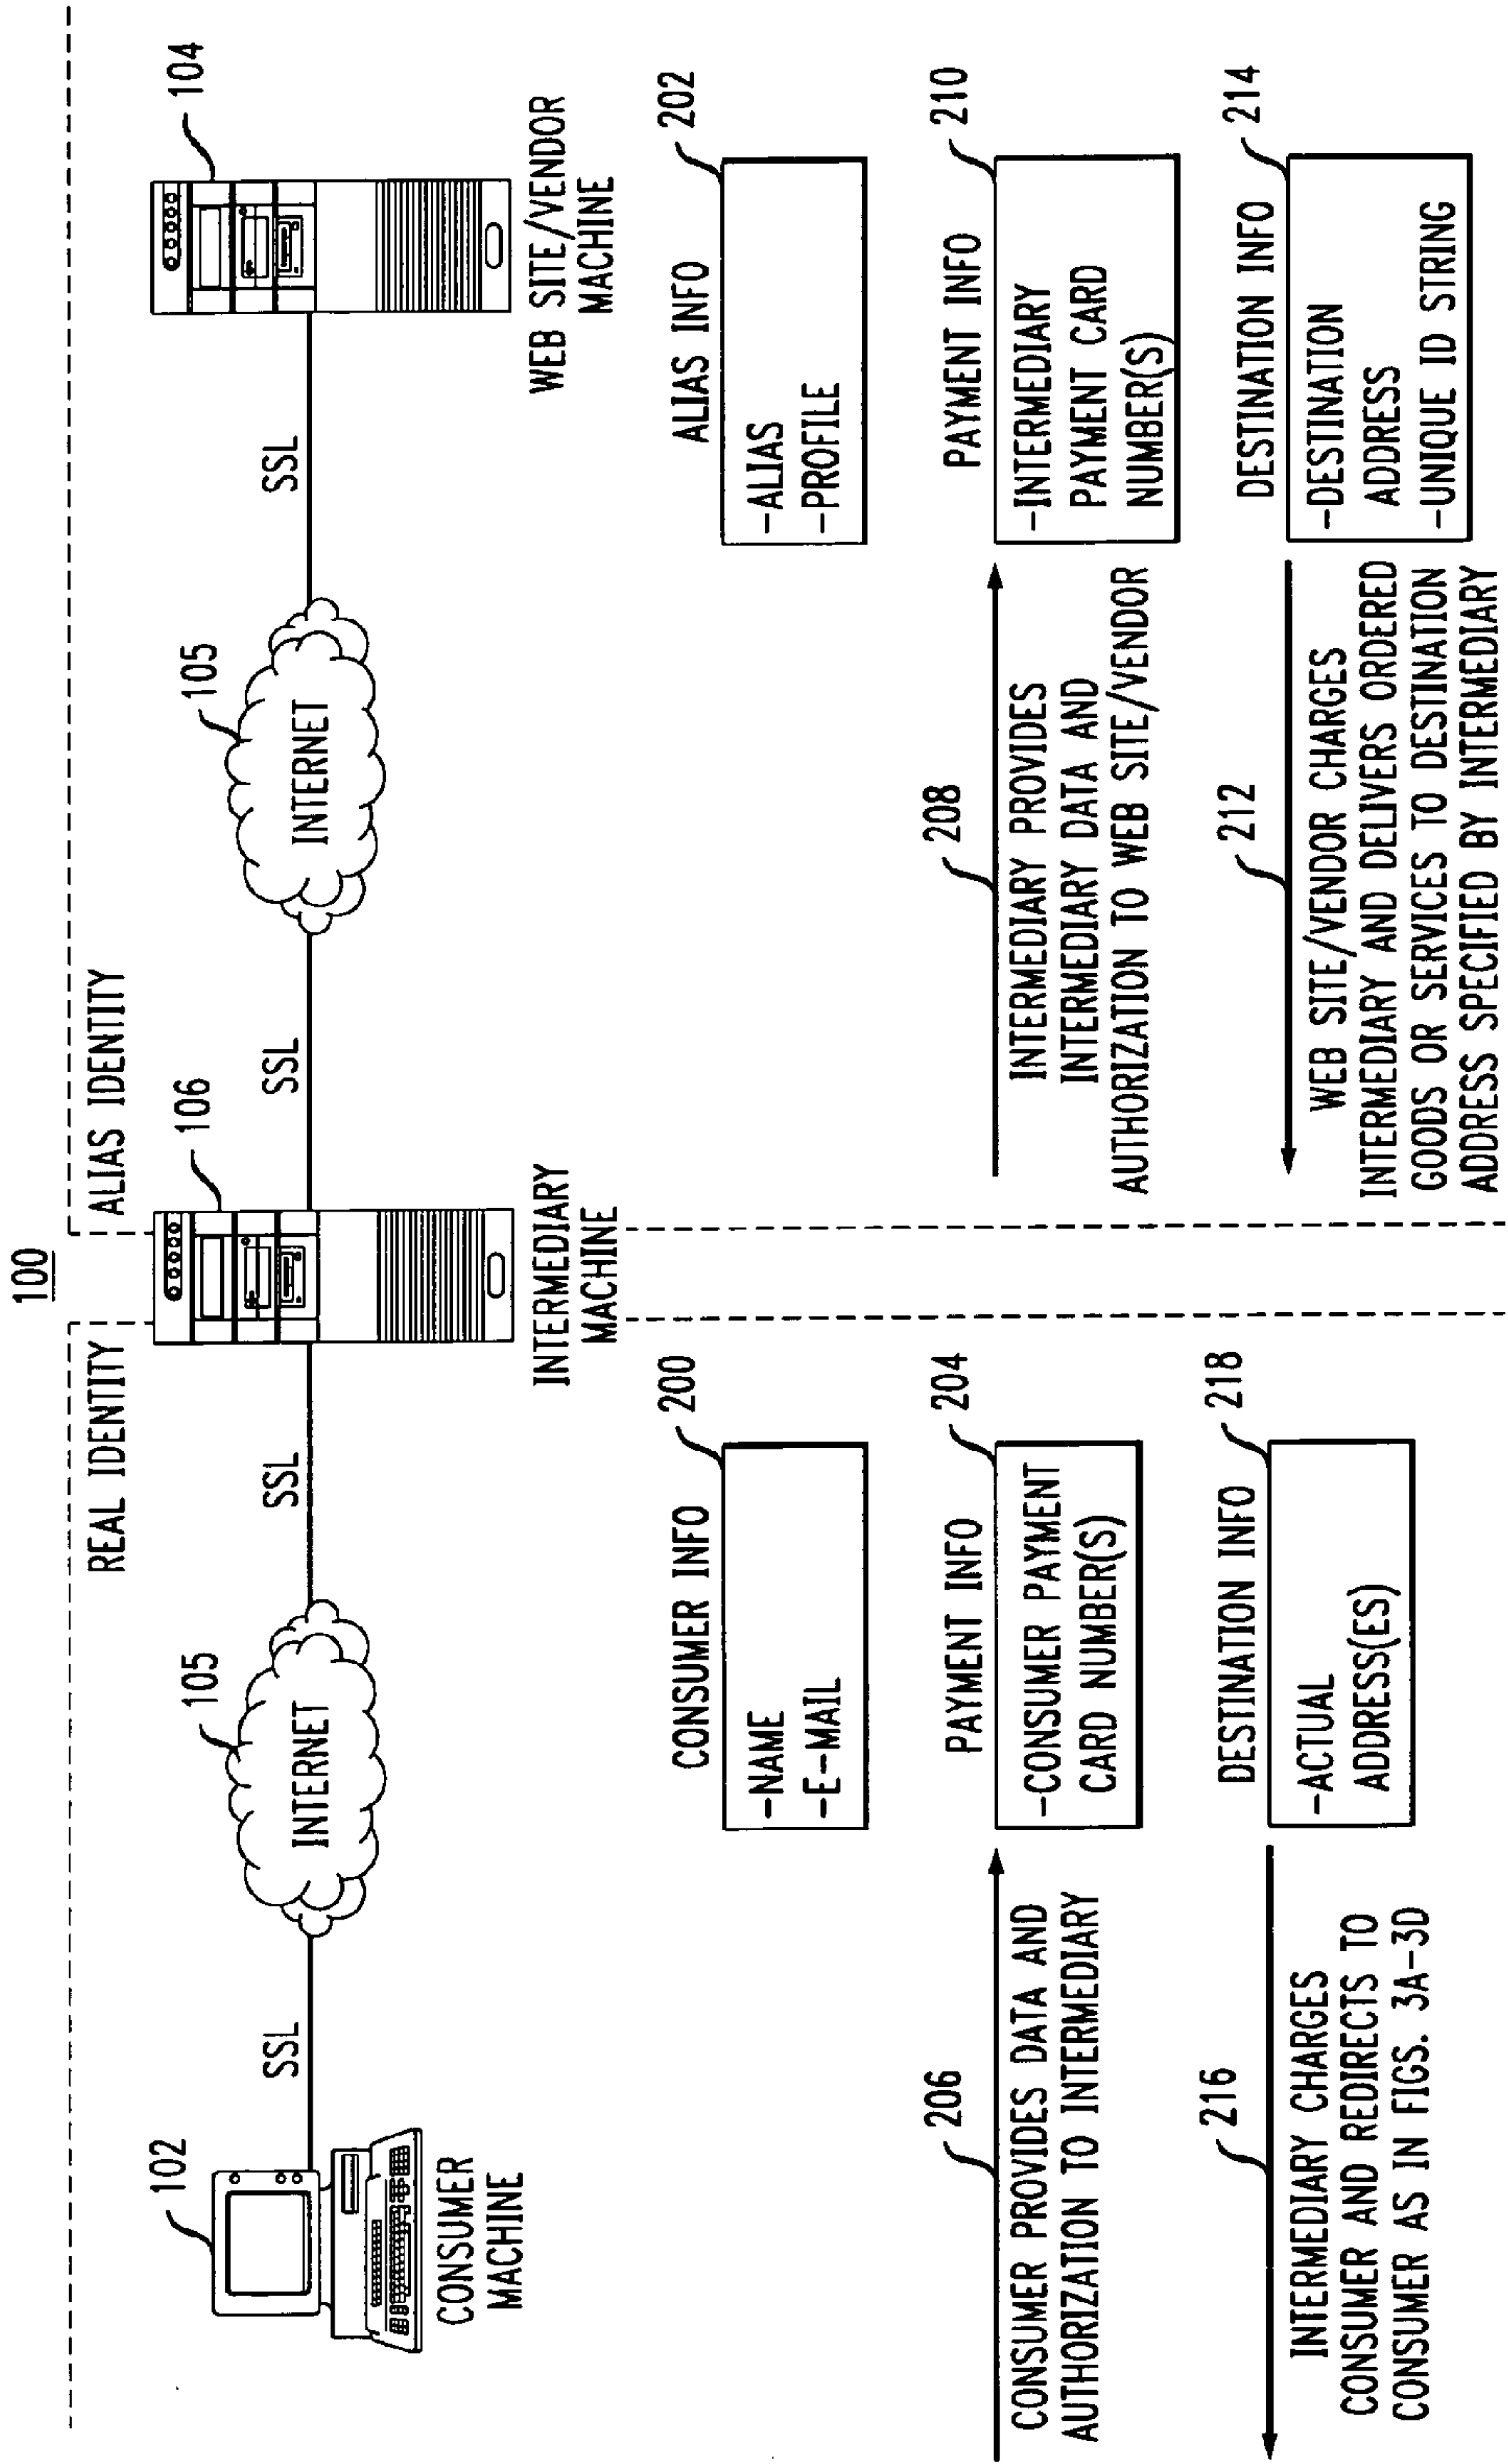 100
REAL IDENTITY
ALIAS IDENTITY
102
105
106
105
104
SSL
INTERNET
SSL
SSL
INTERNET
SSL
CONSUMER
MACHINE
INTERMEDIARY
MACHINE
WEB SITE/VENDOR
MACHINE
CONSUMER INFO
200
-NAME
-E-MAIL
ALIAS INFO
202
-ALIAS
-PROFILE
206
CONSUMER PROVIDES DATA AND
AUTHORIZATION TO INTERMEDIARY
PAYMENT INFO
204
-CONSUMER PAYMENT
CARD NUMBER(S)
208
INTERMEDIARY PROVIDES
INTERMEDIARY DATA AND
AUTHORIZATION TO WEB SITE/VENDOR
PAYMENT INFO
210
-INTERMEDIARY
PAYMENT CARD
NUMBER(S)
216
INTERMEDIARY CHARGES
CONSUMER AND REDIRECTS TO
CONSUMER AS IN FIGS. 3A-3D
DESTINATION INFO
218
-ACTUAL
ADDRESS(ES)
212
WEB SITE/VENDOR CHARGES
INTERMEDIARY AND DELIVERS ORDERED
GOODS OR SERVICES TO DESTINATION
ADDRESS SPECIFIED BY INTERMEDIARY
DESTINATION INFO
214
-DESTINATION
ADDRESS
-UNIQUE ID STRING